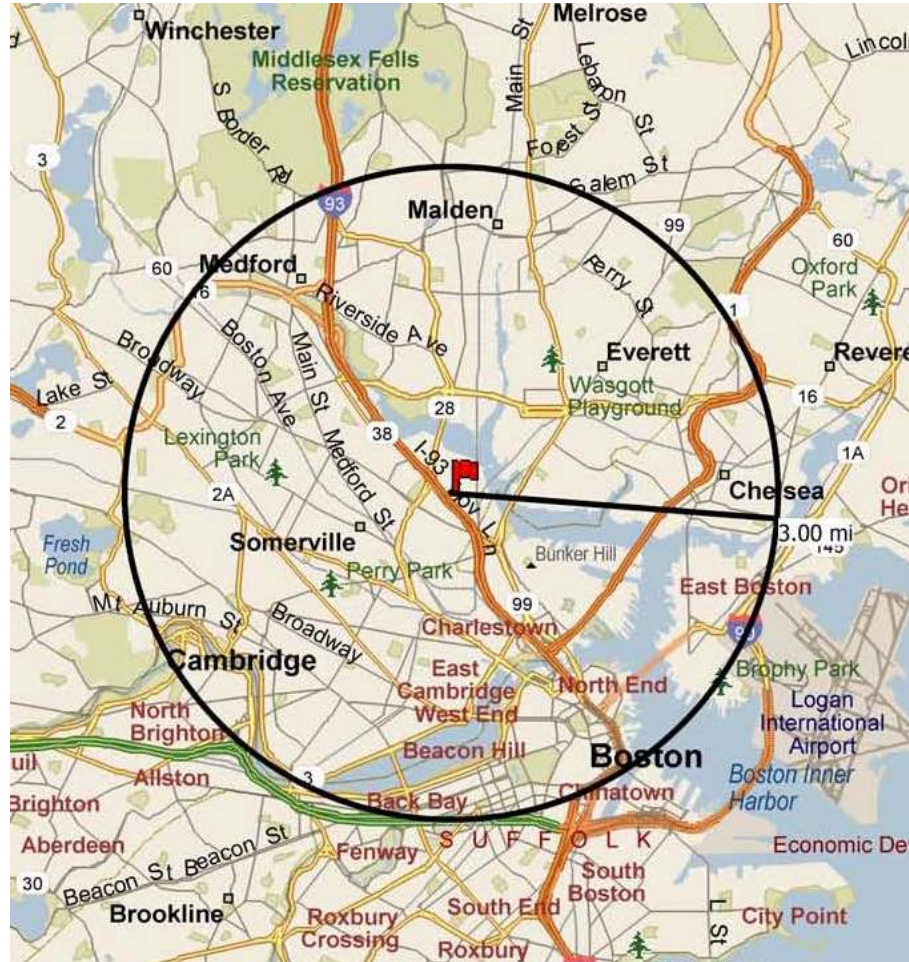 Winchester
Melrose
Middlesex Fells
Reservation
Main St
Lebanon St
S Border Rd
Forest St
Salem St
3
93
Malden
99
60
60
Medford
Oxford
Park
Ferry St
Riverside Ave
1
Broadway
Boston Ave
Main St
Everett
Revere
Lake St
Wasgott
Playground
16
28
2
38
Lexington
Park
Medford St
I-93
1A
2A
Chelsea
3.00 mi
145
Somerville
Fresh
Pond
Bunker Hill
Perry Park
East Boston
Mt Auburn St
Broadway
99
Charlestown
Cambridge
East
Cambridge
North End
Brophy Park
West End
North
Brighton
Logan
International
Airport
Beacon Hill
Boston
3
Allston
Boston Inner
Harbor
Back Bay
Chinatown
Brighton
SUFFOLK
Aberdeen
Fenway
Economic De
Beacon St
Beacon St
South
Boston
30
Brookline
South End
L St
City Point
Roxbury
Crossing
Roxbury